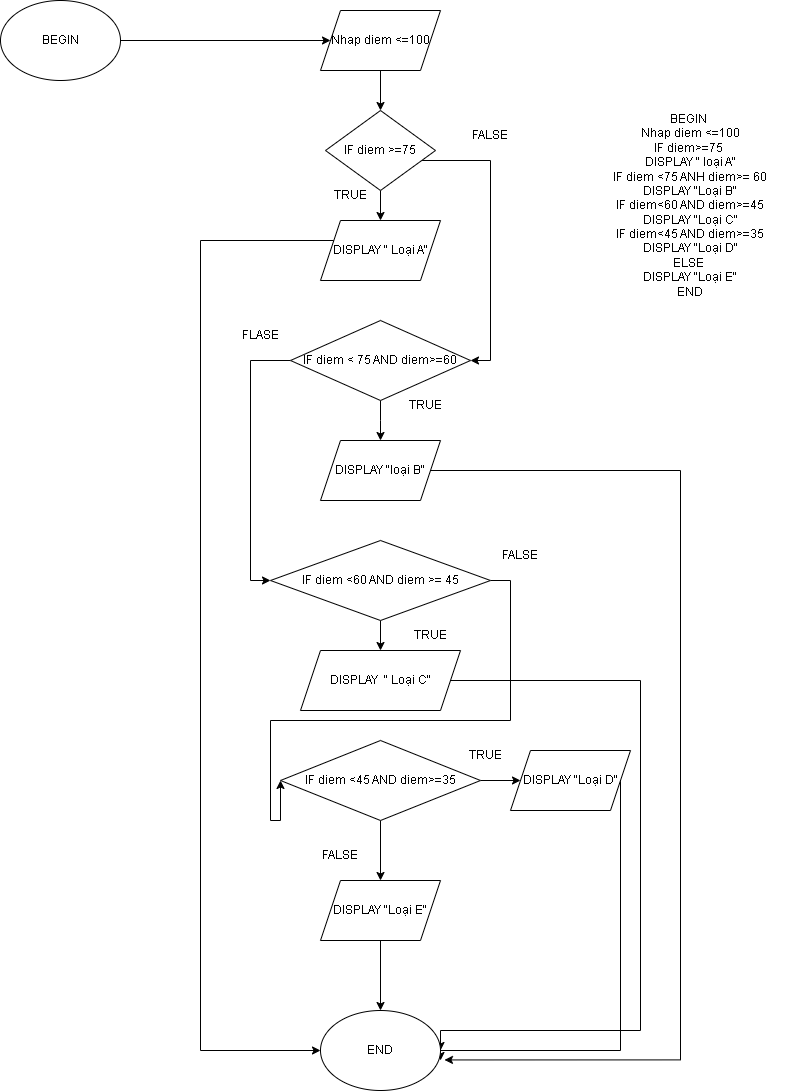 BEGIN
Nhap diem <=100
IF diem >=75
FALSE
TRUE
DISPLAY " Loại A"
FLASE
IF diem < 75 AND diem>=60
TRUE
DISPLAY "loại B"
IF diem <60 AND diem >= 45
FALSE
TRUE
DISPLAY " Loại C"
IF diem <45 AND diem>=35
TRUE
DISPLAY "Loại D"
FALSE
DISPLAY "Loại E"
END
BEGIN
Nhap diem <=100
IF diem>=75
DISPLAY " loại A"
IF diem <75 ANH diem>= 60
DISPLAY "Loại B"
IF diem<60 AND diem>=45
DISPLAY "Loại C"
IF diem<45 AND diem>=35
DISPLAY "Loại D"
ELSE
DISPLAY "Loại E"
END